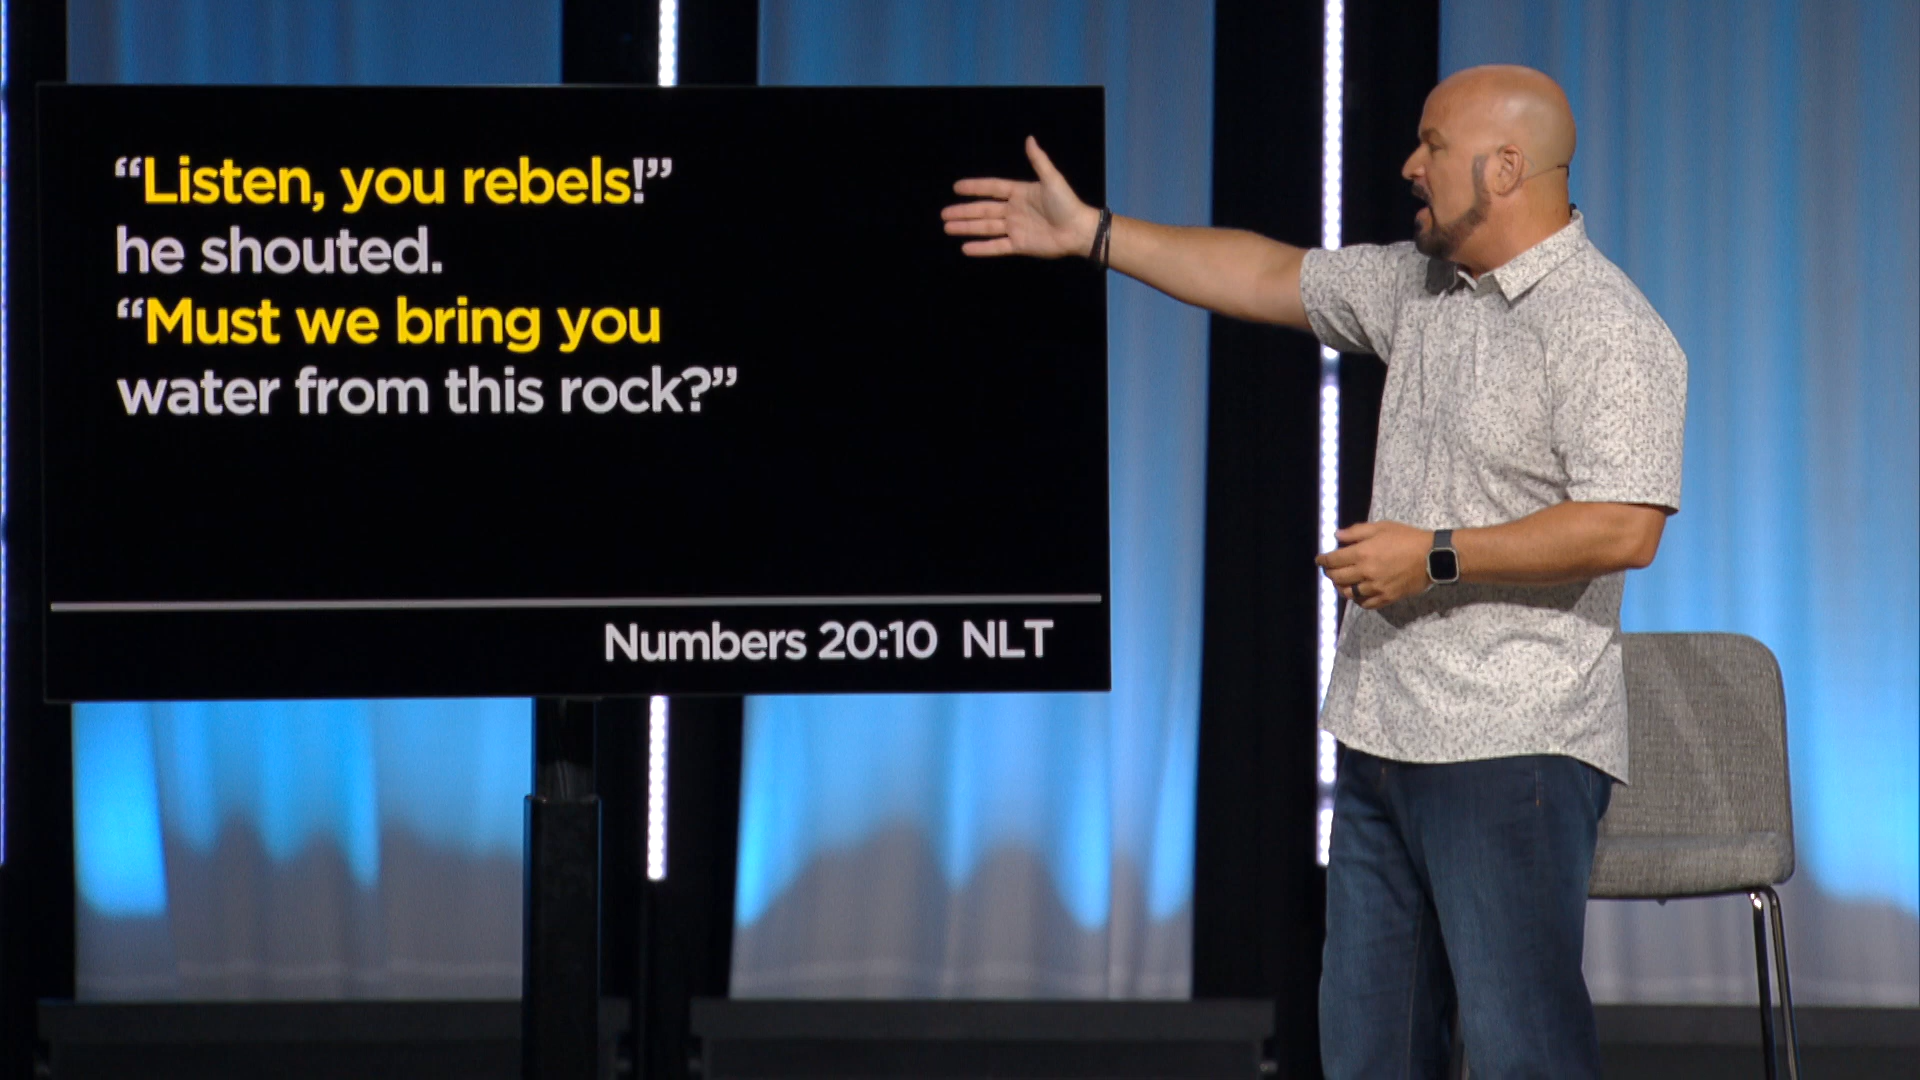 “Listen, you rebels!”
he shouted.
“Must we bring you
water from this rock?”
Numbers 20:10 NLT